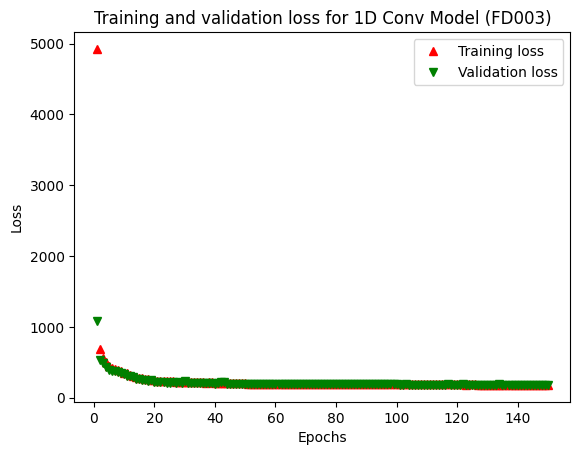 Training and validation loss for 1D Conv Model (FD003)
Training loss
Validation loss
Loss
5000
4000
3000
2000
1000
0
0 20 40 60 80 100 120 140
Epochs